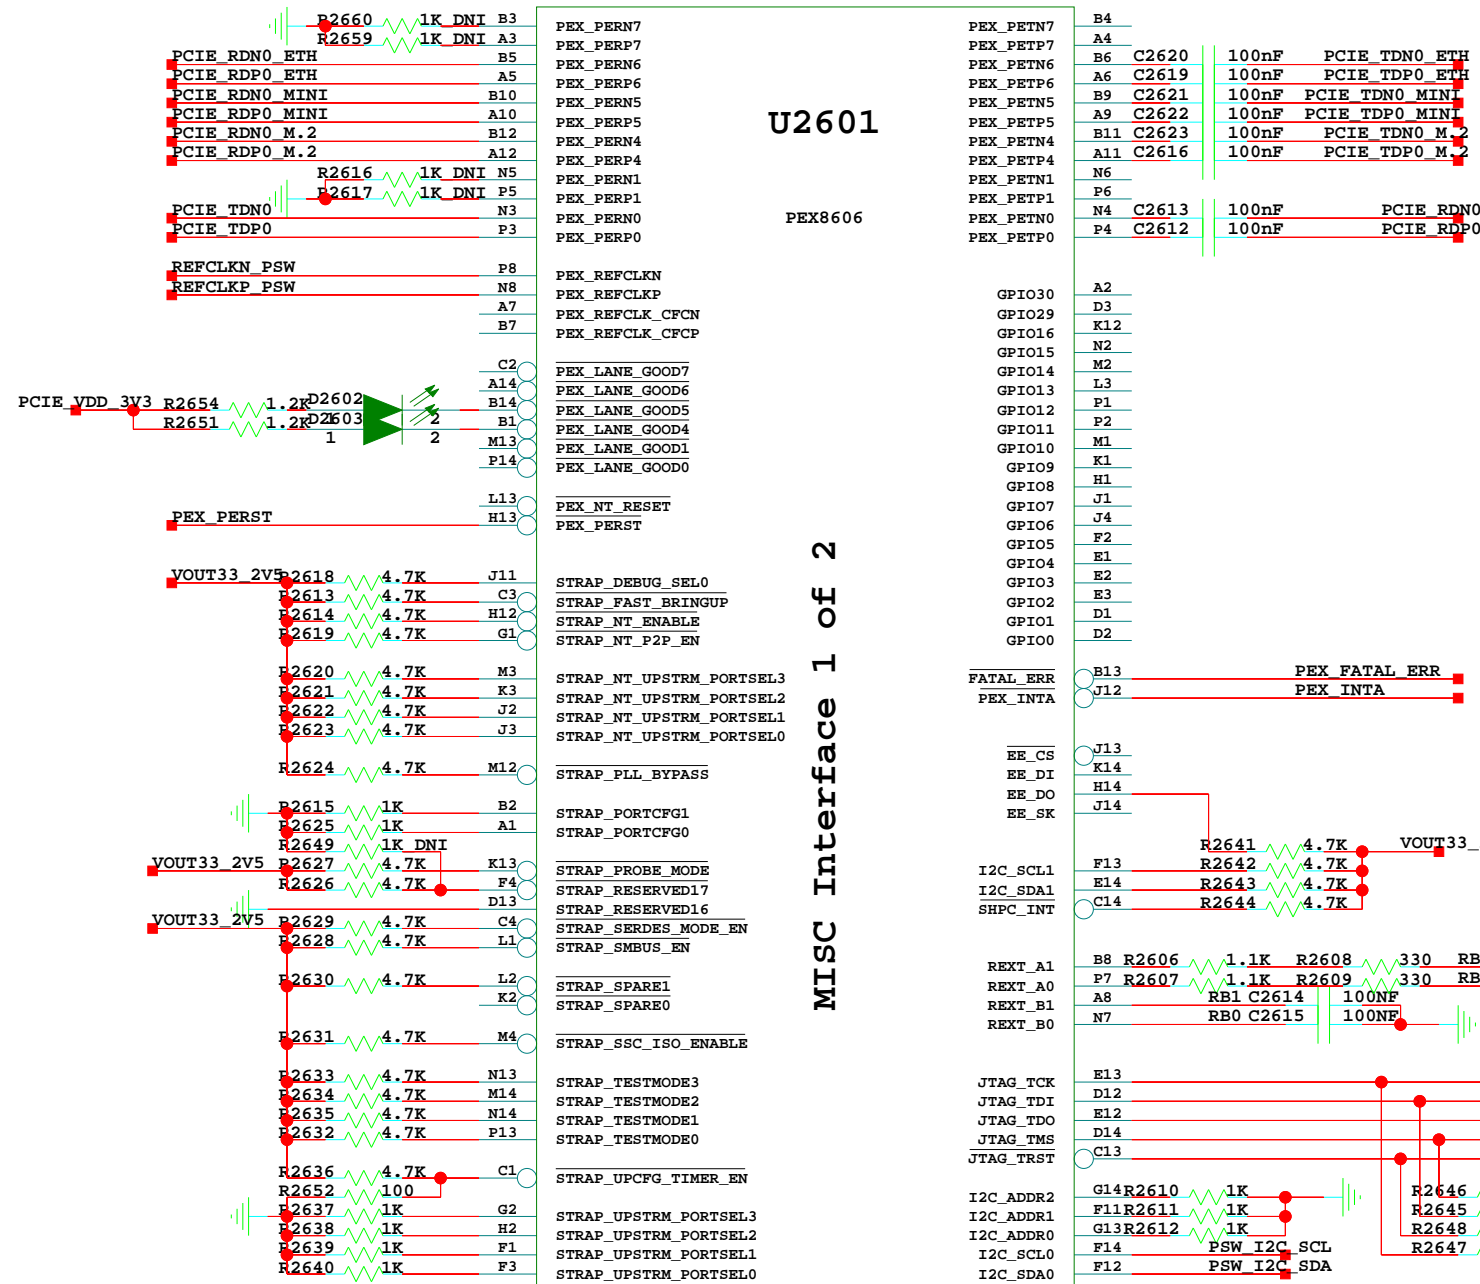 R2660 1K_DNI B3 PEX_PERN7 PEX_PETN7 B4
R2659 1K_DNI A3 PEX_PERP7 PEX_PETP7 A4
PCIE_RDN0_ETH B5 PEX_PERN6 PEX_PETN6 B6 C2620 100nF PCIE_TDN0_ETH
PCIE_RDP0_ETH A5 PEX_PERP6 PEX_PETP6 A6 C2619 100nF PCIE_TDP0_ETH
PCIE_RDN0_MINI B10 PEX_PERN5 PEX_PETN5 B9 C2621 100nF PCIE_TDN0_MINI
PCIE_RDP0_MINI A10 PEX_PERP5 PEX_PETP5 A9 C2622 100nF PCIE_TDP0_MINI
U2601
PCIE_RDN0_M.2 B12 PEX_PERN4 PEX_PETN4 B11 C2623 100nF PCIE_TDN0_M.2
PCIE_RDP0_M.2 A12 PEX_PERP4 PEX_PETP4 A11 C2616 100nF PCIE_TDP0_M.2
R2616 1K_DNI N5 PEX_PERN1 PEX_PETN1 N6
R2617 1K_DNI P5 PEX_PERP1 PEX_PETP1 P6
PCIE_TDN0 N3 PEX_PERN0 PEX8606 PEX_PETN0 N4 C2613 100nF PCIE_RDN0
PCIE_TDP0 P3 PEX_PERP0 PEX_PETP0 P4 C2612 100nF PCIE_RDP0
REFCLKN_PSW P8 PEX_REFCLKN
REFCLKP_PSW N8 PEX_REFCLKP GPIO30 A2
A7 PEX_REFCLK_CFCN GPIO29 D3
B7 PEX_REFCLK_CFCP GPIO16 K12
GPIO15 N2
C2 PEX_LANE_GOOD7 GPIO14 M2
A14 PEX_LANE_GOOD6 GPIO13 L3
PCIE_VDD_3V3 R2654 1.2K D2602 1 2 B14 PEX_LANE_GOOD5 GPIO12 P1
R2651 1.2K D2603 1 2 B1 PEX_LANE_GOOD4 GPIO11 P2
M13 PEX_LANE_GOOD1 GPIO10 M1
P14 PEX_LANE_GOOD0 GPIO9 K1
GPIO8 H1
L13 PEX_NT_RESET GPIO7 J1
PEX_PERST H13 PEX_PERST GPIO6 J4
GPIO5 F2
GPIO4 E1
VOUT33_2V5 R2618 4.7K J11 STRAP_DEBUG_SEL0 GPIO3 E2
R2613 4.7K C3 STRAP_FAST_BRINGUP GPIO2 E3
R2614 4.7K H12 STRAP_NT_ENABLE GPIO1 D1
R2619 4.7K G1 STRAP_NT_P2P_EN GPIO0 D2
MISC Interface 1 of 2
R2620 4.7K M3 STRAP_NT_UPSTRM_PORTSEL3 FATAL_ERR B13 PEX_FATAL_ERR
R2621 4.7K K3 STRAP_NT_UPSTRM_PORTSEL2 PEX_INTA J12 PEX_INTA
R2622 4.7K J2 STRAP_NT_UPSTRM_PORTSEL1
R2623 4.7K J3 STRAP_NT_UPSTRM_PORTSEL0
EE_CS J13
R2624 4.7K M12 STRAP_PLL_BYPASS EE_DI K14
EE_DO H14
R2615 1K B2 STRAP_PORTCFG1 EE_SK J14
R2625 1K A1 STRAP_PORTCFG0
R2649 1K_DNI R2641 4.7K VOUT33_
VOUT33_2V5 R2627 4.7K K13 STRAP_PROBE_MODE I2C_SCL1 F13 R2642 4.7K
R2626 4.7K F4 STRAP_RESERVED17 I2C_SDA1 E14 R2643 4.7K
D13 STRAP_RESERVED16 SHPC_INT C14 R2644 4.7K
VOUT33_2V5 R2629 4.7K C4 STRAP_SERDES_MODE_EN
R2628 4.7K L1 STRAP_SMBUS_EN
REXT_A1 B8 R2606 1.1K R2608 330 RB
R2630 4.7K L2 STRAP_SPARE1 REXT_A0 P7 R2607 1.1K R2609 330 RB
K2 STRAP_SPARE0 REXT_B1 A8 RB1 C2614 100NF
REXT_B0 N7 RB0 C2615 100NF
R2631 4.7K M4 STRAP_SSC_ISO_ENABLE
R2633 4.7K N13 STRAP_TESTMODE3 JTAG_TCK E13
R2634 4.7K M14 STRAP_TESTMODE2 JTAG_TDI D12
R2635 4.7K N14 STRAP_TESTMODE1 JTAG_TDO E12
R2632 4.7K P13 STRAP_TESTMODE0 JTAG_TMS D14
JTAG_TRST C13
R2636 4.7K C1 STRAP_UPCFG_TIMER_EN
R2652 100 I2C_ADDR2 G14 R2610 1K R2646
R2637 1K G2 STRAP_UPSTRM_PORTSEL3 I2C_ADDR1 F11 R2611 1K R2645
R2638 1K H2 STRAP_UPSTRM_PORTSEL2 I2C_ADDR0 G13 R2612 1K R2648
R2639 1K F1 STRAP_UPSTRM_PORTSEL1 I2C_SCL0 F14 PSW_I2C_SCL R2647
R2640 1K F3 STRAP_UPSTRM_PORTSEL0 I2C_SDA0 F12 PSW_I2C_SDA